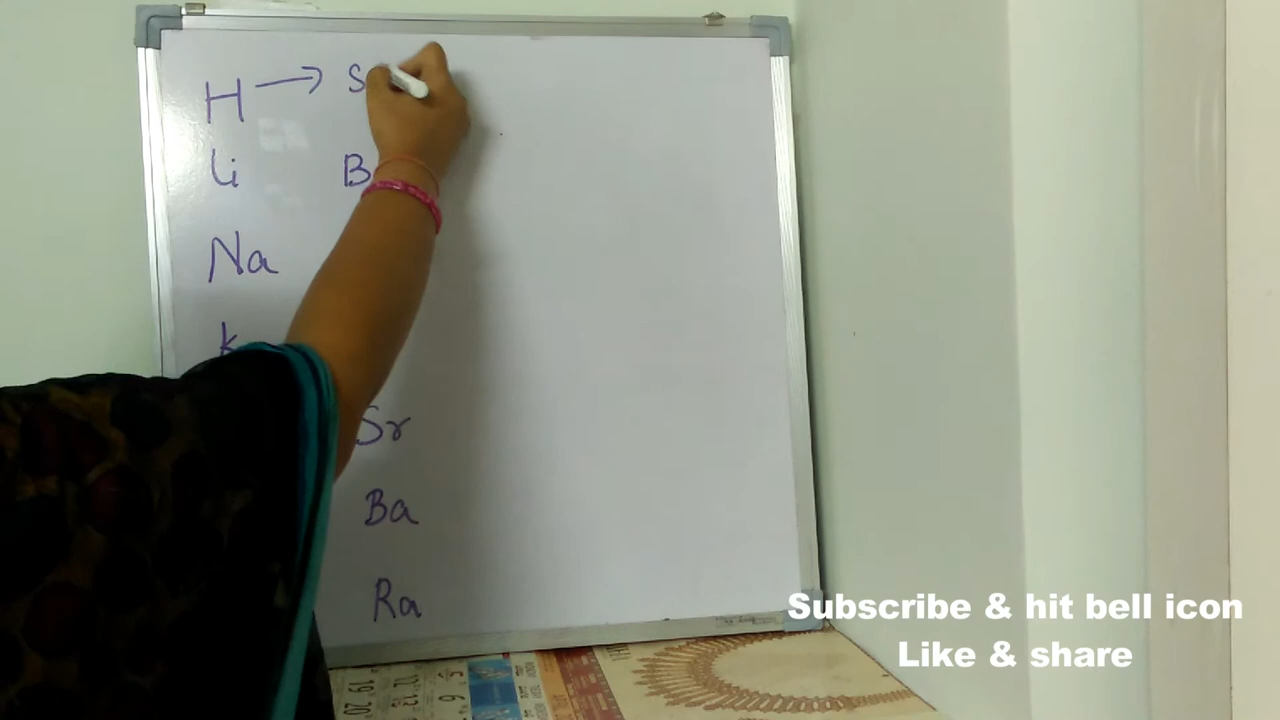 H → S
Li B
Na
K
Sr
Ba
Ra
Subscribe & hit bell icon
Like & share